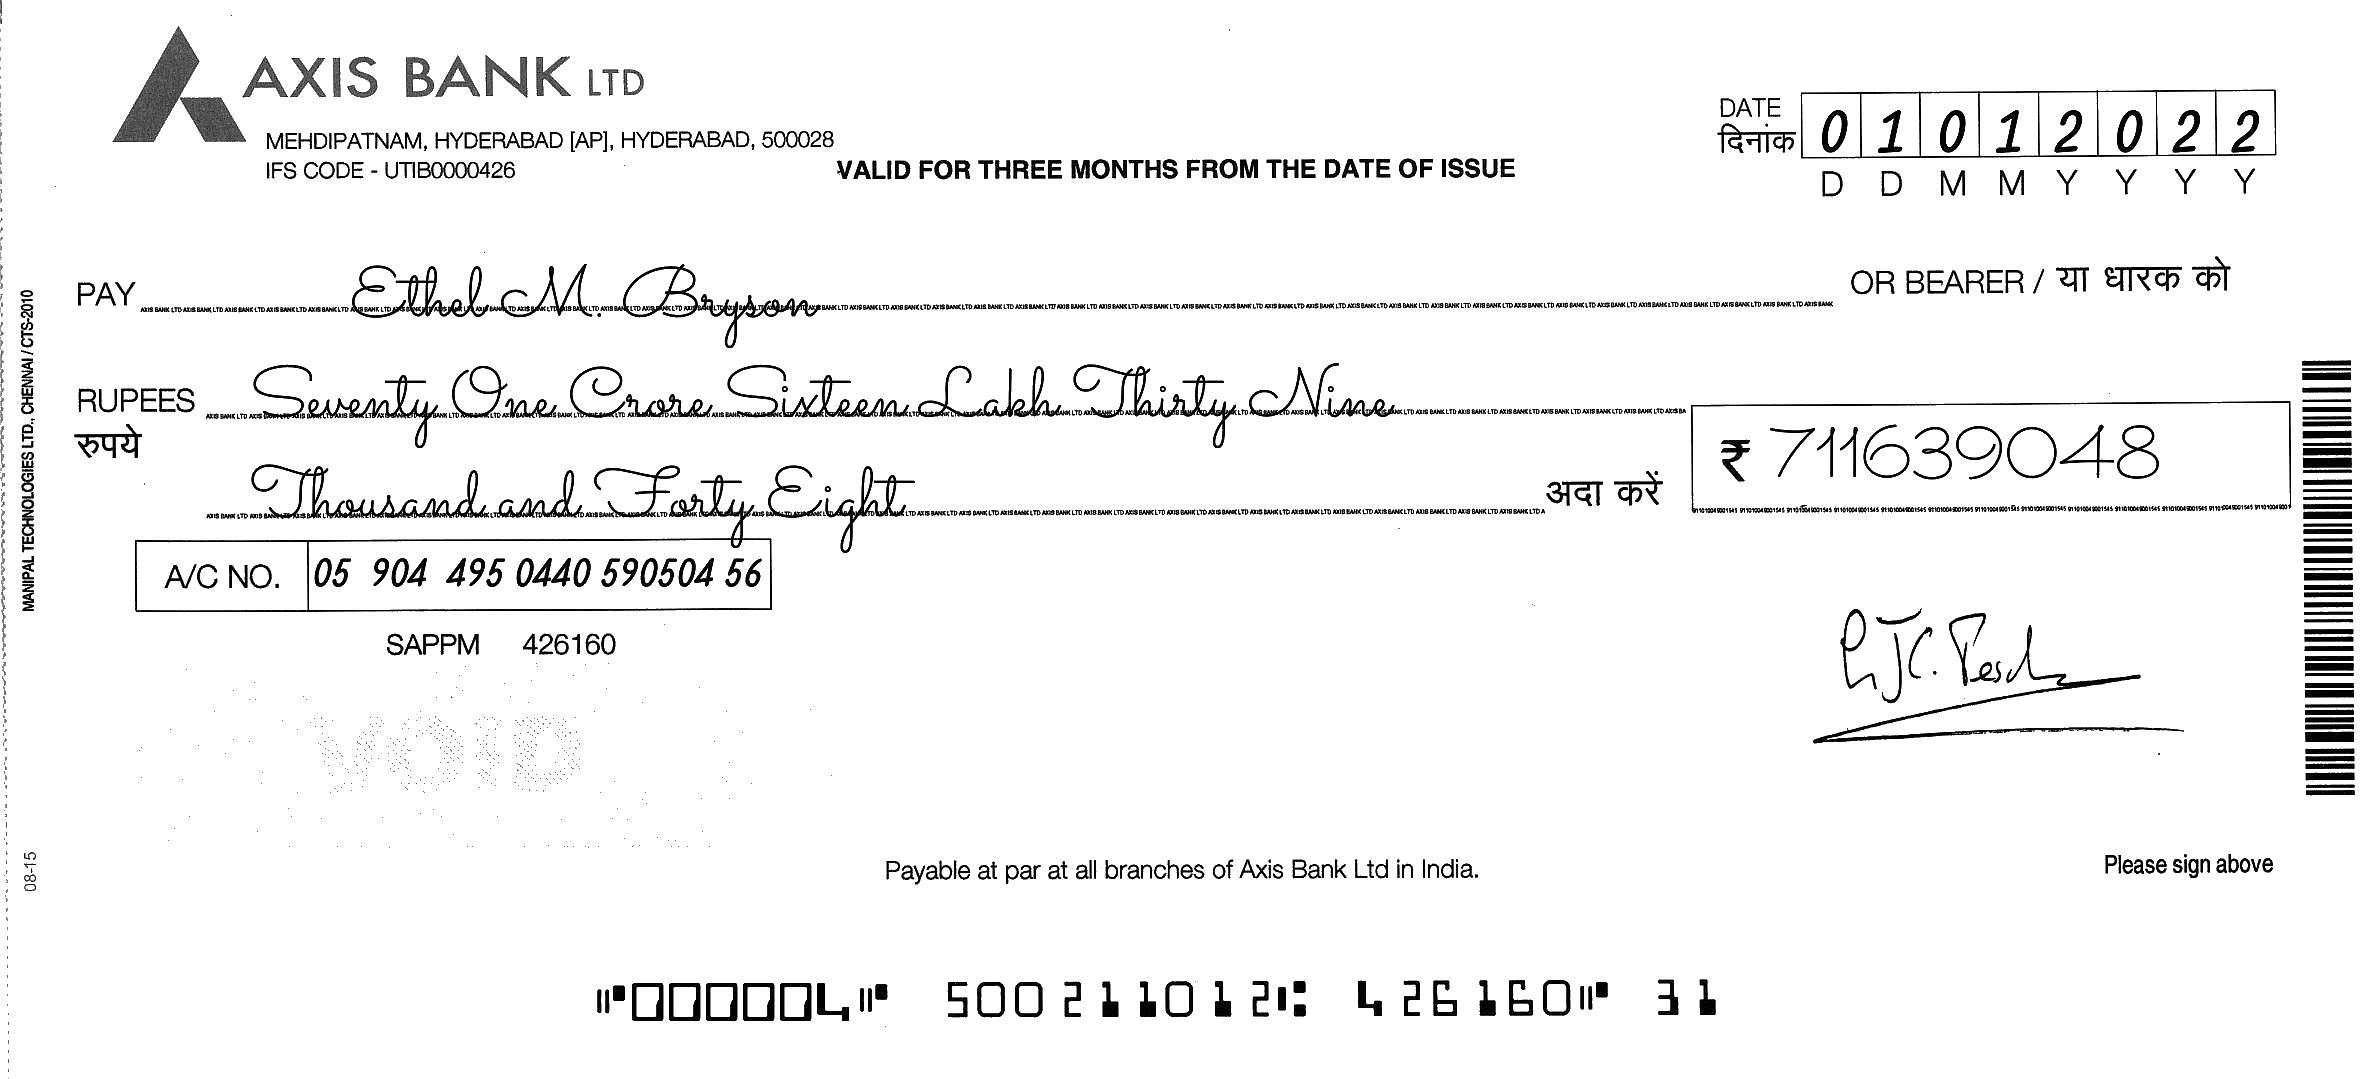 AXIS BANK LTD
MEHDIPATNAM, HYDERABAD [AP], HYDERABAD, 500028
IFS CODE - UTIB0000426
VALID FOR THREE MONTHS FROM THE DATE OF ISSUE
DATE
दिनांक
0 1 0 1 2 0 2 2
D D M M Y Y Y Y
PAY Ethel M. Bryson OR BEARER / या धारक को
RUPEES Seventy One Crore Sixteen Lakh Thirty Nine
रुपये
Thousand and Forty Eight अदा करें
₹ 711639048
A/C NO. 05 904 495 0440 590504 56
SAPPM 426160
VOID
Payable at par at all branches of Axis Bank Ltd in India.
Please sign above
⑈000004⑈ 500211012⑆ 426160⑈ 31
MANIPAL TECHNOLOGIES LTD., CHENNAI / CTS-2010
08-15